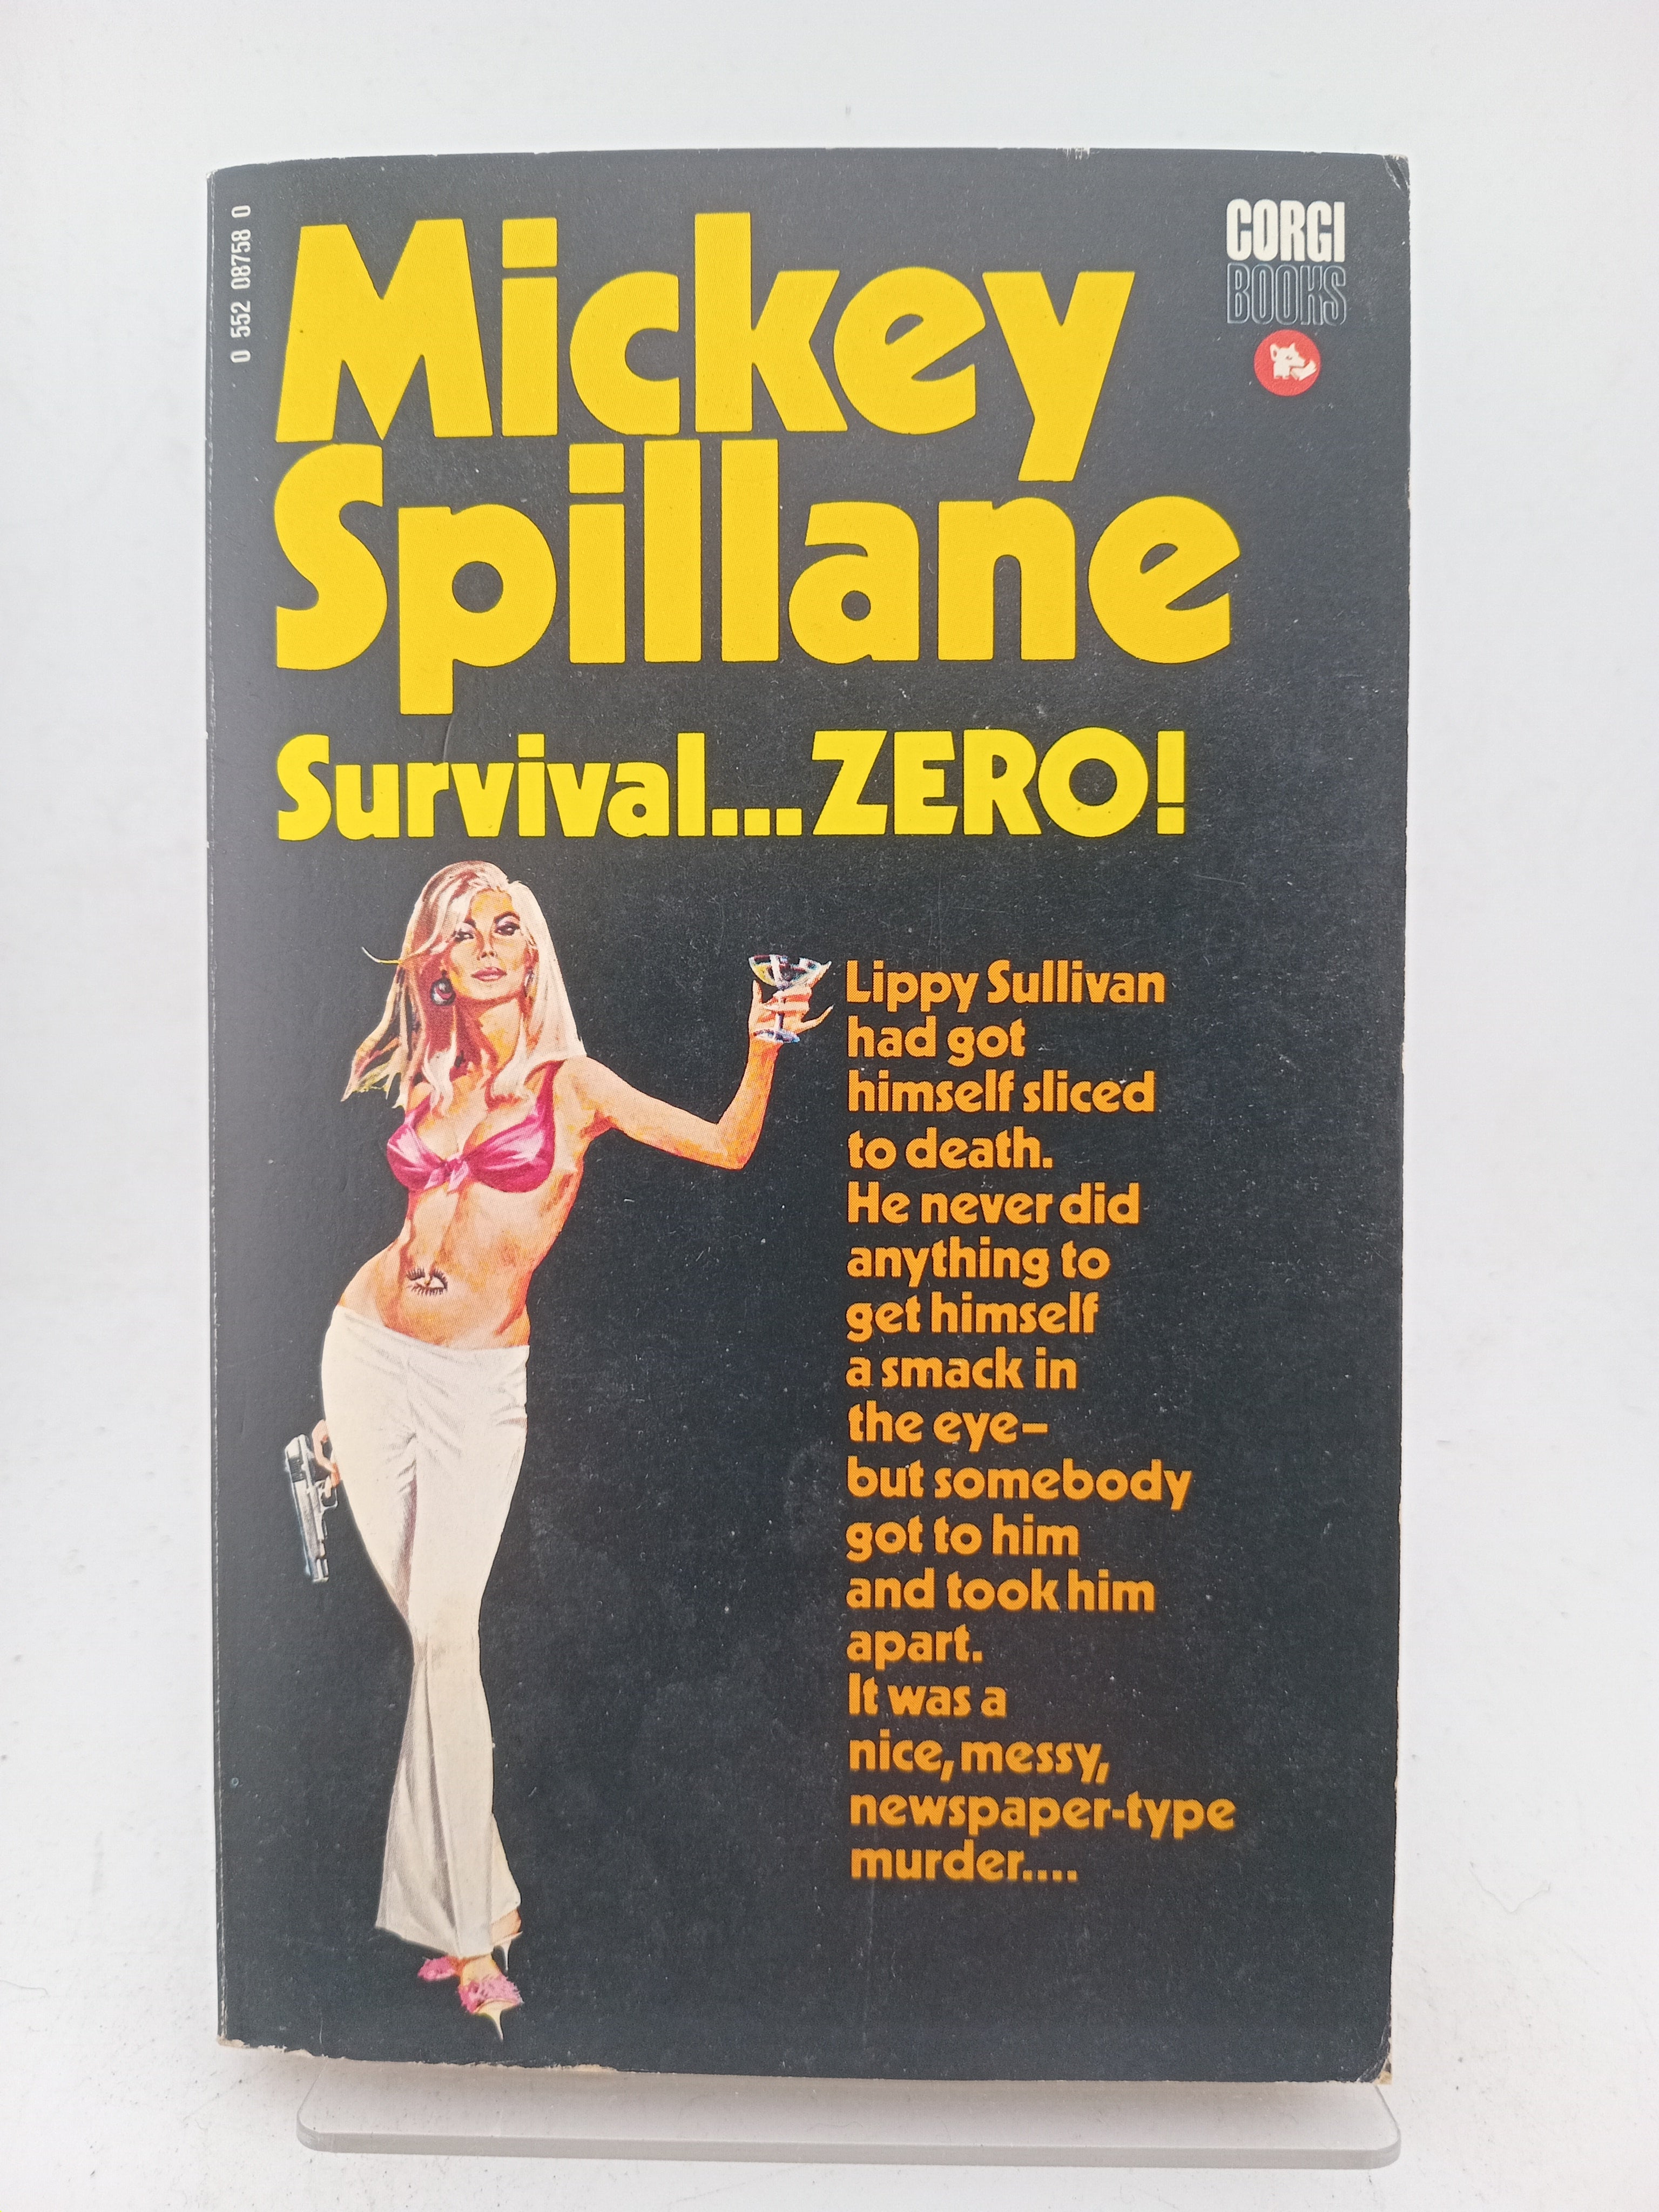 0 552 08758 0
CORGI
BOOKS
Mickey
Spillane
Survival...ZERO!
Lippy Sullivan
had got
himself sliced
to death.
He never did
anything to
get himself
a smack in
the eye–
but somebody
got to him
and took him
apart.
It was a
nice, messy,
newspaper-type
murder....